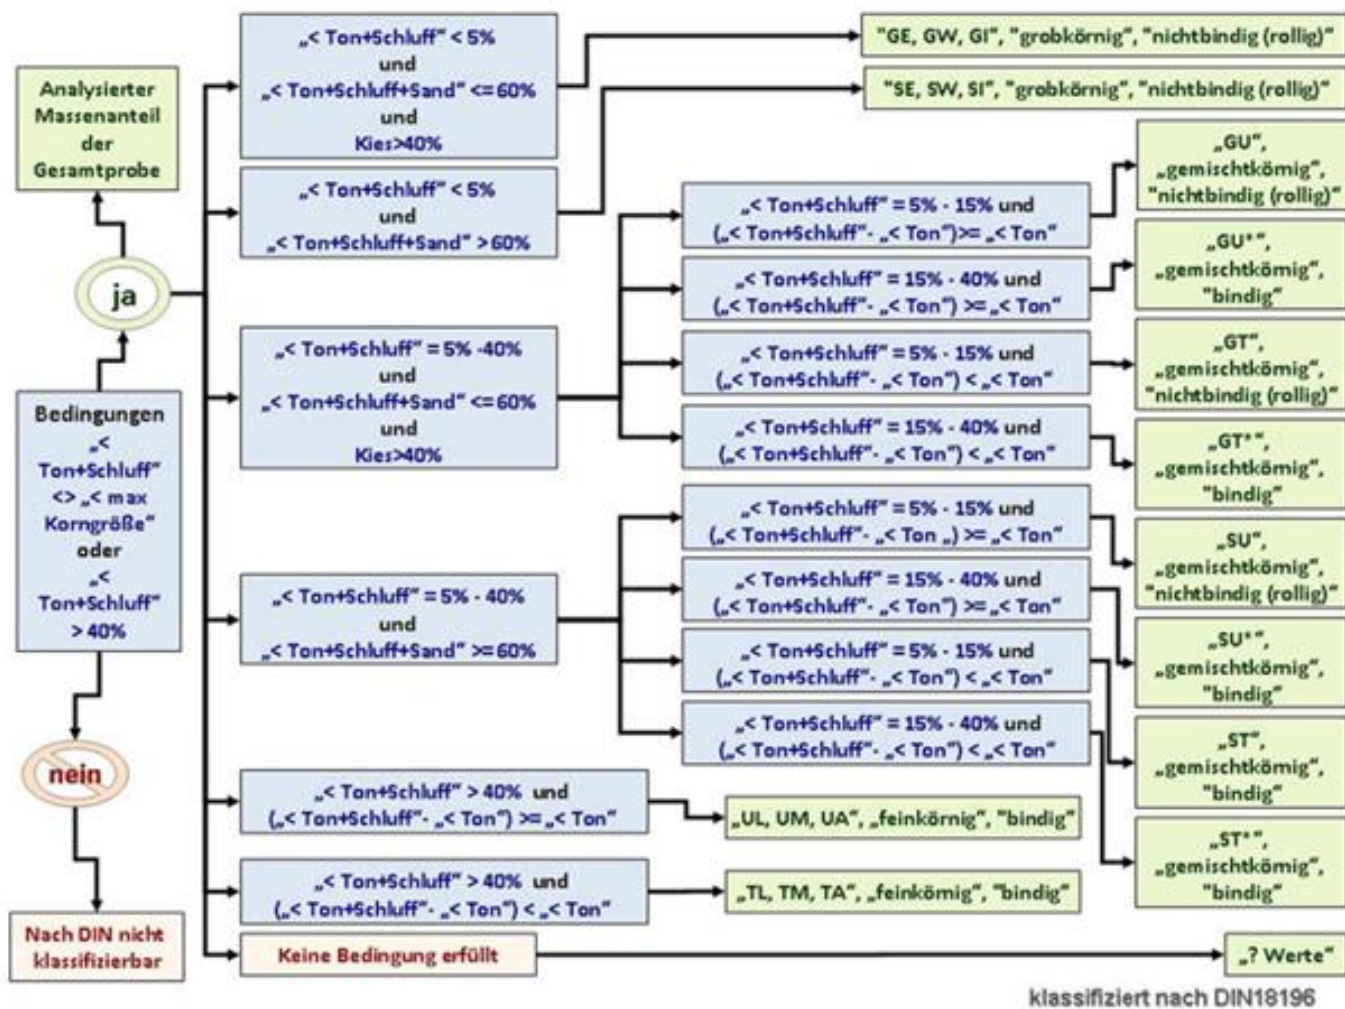 Analysierter
Massenanteil
der
Gesamtprobe
ja
Bedingungen
„<
Ton+Schluff"
<> „< max
Korngröße"
oder
„<
Ton+Schluff"
> 40%
nein
Nach DIN nicht
klassifizierbar
„< Ton+Schluff" < 5%
und
„< Ton+Schluff+Sand" <= 60%
und
Kies>40%
„< Ton+Schluff" < 5%
und
„< Ton+Schluff+Sand" > 60%
„< Ton+Schluff" = 5% -40%
und
„< Ton+Schluff+Sand" <= 60%
und
Kies>40%
„< Ton+Schluff" = 5% - 40%
und
„< Ton+Schluff+Sand" >= 60%
„< Ton+Schluff" > 40% und
(„< Ton+Schluff"- „< Ton") >= „< Ton"
„< Ton+Schluff" > 40% und
(„< Ton+Schluff"- „< Ton") < „< Ton"
Keine Bedingung erfüllt
„< Ton+Schluff" = 5% - 15% und
(„< Ton+Schluff"- „< Ton")>= „< Ton"
„< Ton+Schluff" = 15% - 40% und
(„< Ton+Schluff"- „< Ton") >= „< Ton"
„< Ton+Schluff" = 5% - 15% und
(„< Ton+Schluff"- „< Ton") < „< Ton"
„< Ton+Schluff" = 15% - 40% und
(„< Ton+Schluff"- „< Ton") < „< Ton"
„< Ton+Schluff" = 5% - 15% und
(„< Ton+Schluff"- „< Ton „) >= „< Ton"
„< Ton+Schluff" = 15% - 40% und
(„< Ton+Schluff"- „< Ton") >= „< Ton"
„< Ton+Schluff" = 5% - 15% und
(„< Ton+Schluff"- „< Ton") < „< Ton"
„< Ton+Schluff" = 15% - 40% und
(„< Ton+Schluff"- „< Ton") < „< Ton"
"GE, GW, GI", "grobkörnig", "nichtbindig (rollig)"
"SE, SW, SI", "grobkörnig", "nichtbindig (rollig)"
„GU",
„gemischtkörnig",
"nichtbindig (rollig)"
„GU*",
„gemischtkörnig",
"bindig"
„GT",
„gemischtkörnig",
"nichtbindig (rollig)"
„GT*",
„gemischtkörnig",
"bindig"
„SU",
„gemischtkörnig",
"nichtbindig (rollig)"
„SU*",
„gemischtkörnig",
"bindig"
„ST",
„gemischtkörnig",
"bindig"
„ST*",
„gemischtkörnig",
"bindig"
„UL, UM, UA", „feinkörnig", "bindig"
„TL, TM, TA", „feinkörnig", "bindig"
„? Werte"
klassifiziert nach DIN18196